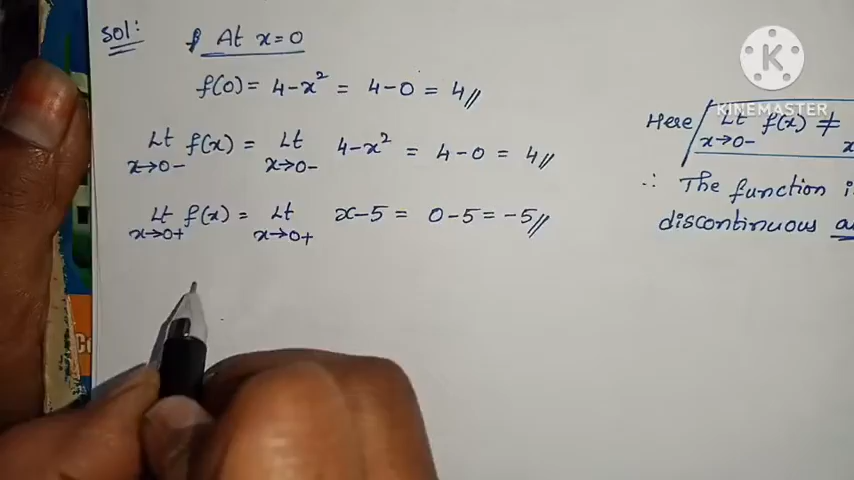 Sol:
At x=0
f(0) = 4-x² = 4-0 = 4//
Lt f(x) = Lt 4-x² = 4-0 = 4//
x→0- x→0-
Lt f(x) = Lt x-5 = 0-5 = -5//
x→0+ x→0+
K
KINEMASTER
Here Lt f(x) ≠
x→0- x
∴ The function
discontinuous